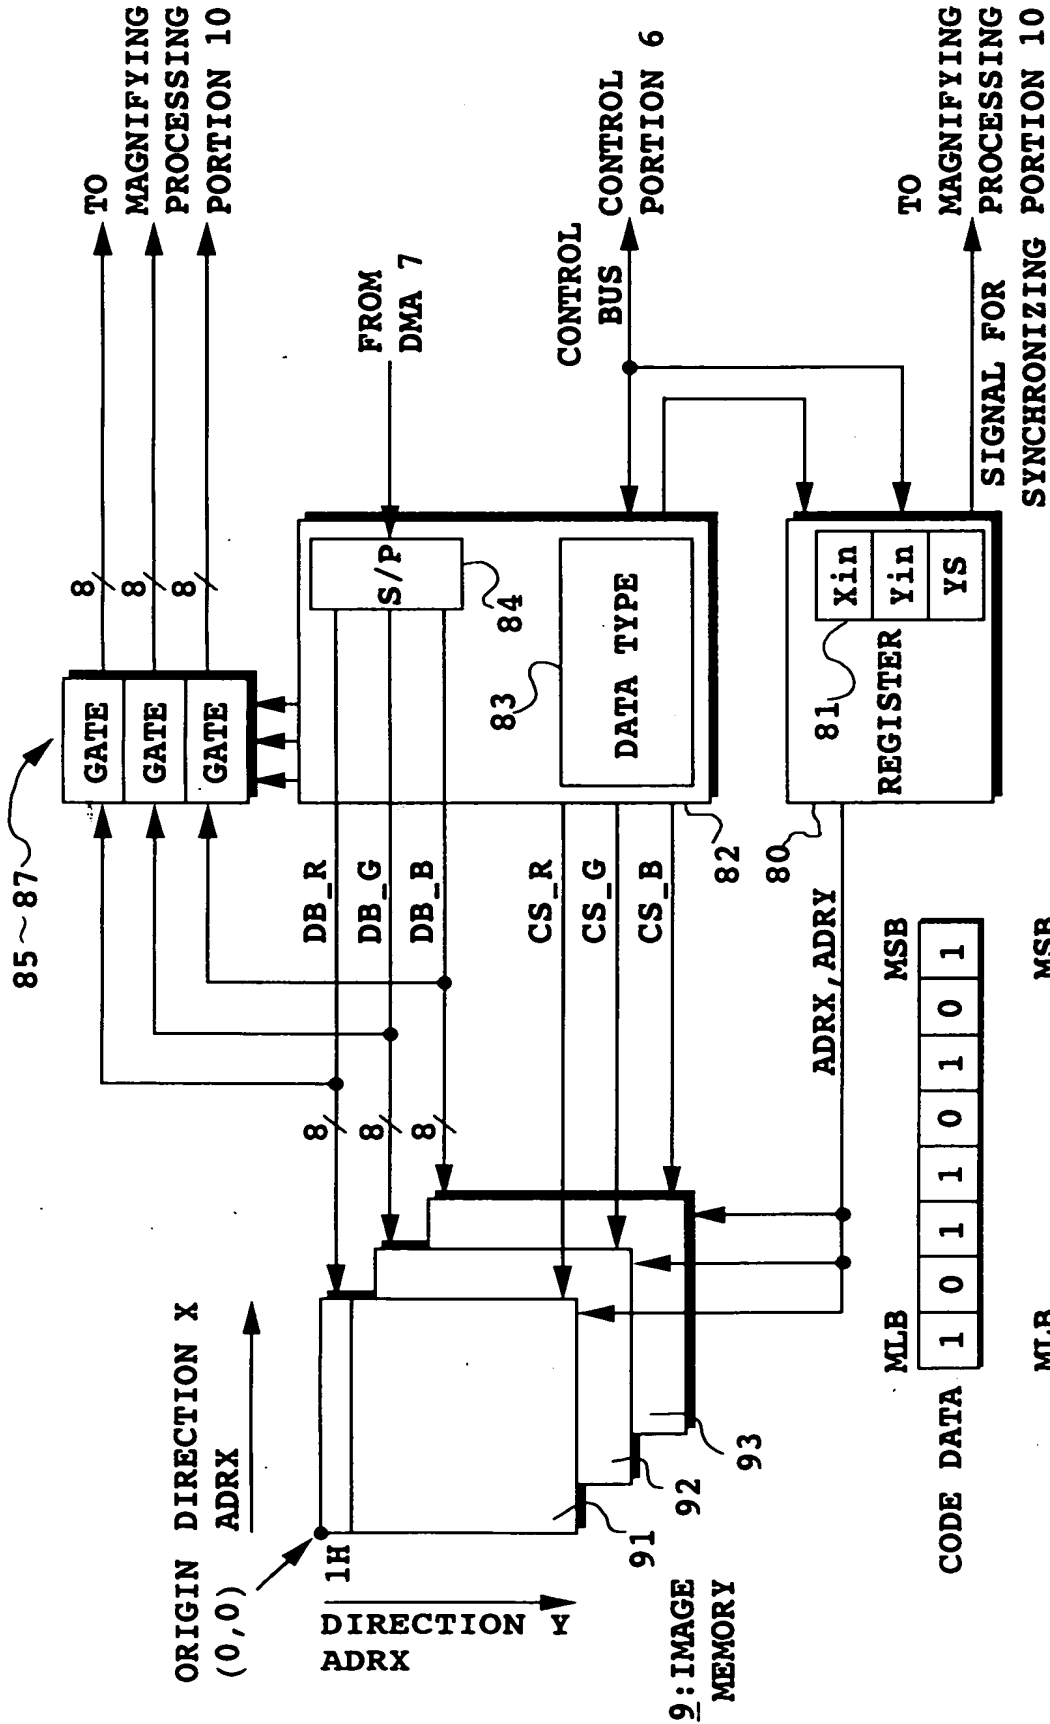 85~87
GATE
GATE
GATE
8
8
8
TO
MAGNIFYING
PROCESSING
PORTION 10
ORIGIN
(0,0)
DIRECTION X
ADRX
1H
DIRECTION Y
ADRX
9:IMAGE
MEMORY
91
92
93
8
8
8
DB_R
DB_G
DB_B
CS_R
CS_G
CS_B
S/P
84
83
DATA TYPE
82
FROM
DMA 7
CONTROL
BUS
CONTROL
PORTION 6
ADRX,ADRY
80
81
REGISTER
Xin
Yin
YS
SIGNAL FOR
SYNCHRONIZING
TO
MAGNIFYING
PROCESSING
PORTION 10
MLB
MSB
CODE DATA
1 0 1 1 0 1 0 1
MLB
MSB